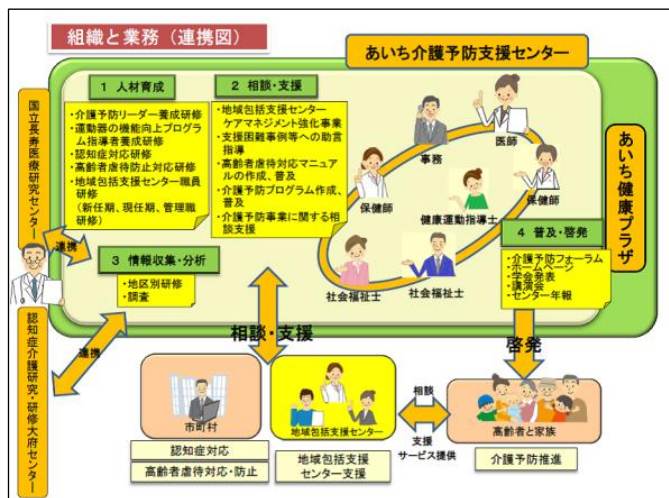 組織と業務（連携図）
あいち介護予防支援センター
国立長寿医療研究センター
1 人材育成
・介護予防リーダー養成研修
・運動器の機能向上プログラ
ム指導者養成研修
・認知症対応研修
・高齢者虐待防止対応研修
・地域包括支援センター職員
研修
(新任期、現任期、管理職
研修)
2 相談・支援
・地域包括支援センター
ケアマネジメント強化事業
・支援困難事例等への助言
指導
・高齢者虐待対応マニュアル
の作成、普及
・介護予防プログラム作成、
普及
・介護予防事業に関する相
談支援
事務
医師
保健師
保健師
健康運動指導士
社会福祉士
社会福祉士
あいち健康プラザ
連携
3 情報収集・分析
・地区別研修
・調査
4 普及・啓発
・介護予防フォーラム
・ホームページ
・学会発表
・講演会
・センター年報
認知症介護研究・研修大府センター
連携
相談・支援
啓発
市町村
認知症対応
高齢者虐待対応・防止
地域包括支援センター
地域包括支援
センター支援
相談
支援
サービス提供
高齢者と家族
介護予防推進